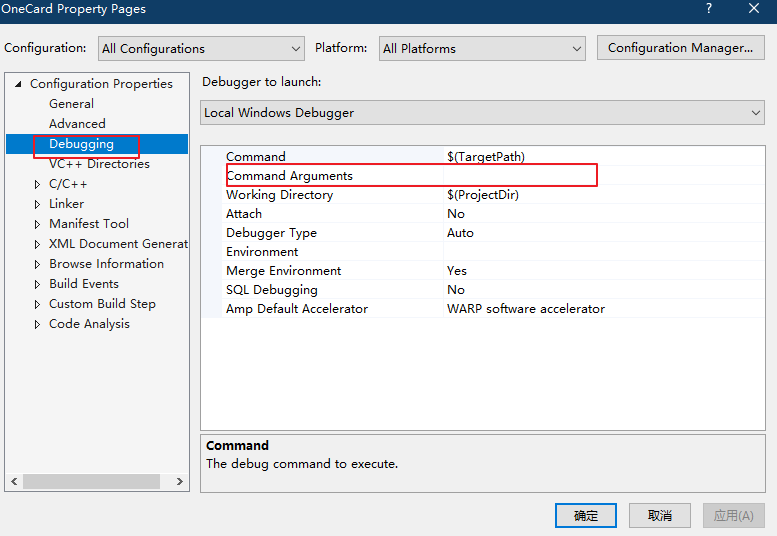 OneCard Property Pages
Configuration: All Configurations Platform: All Platforms Configuration Manager...
Configuration Properties
General
Advanced
Debugging
VC++ Directories
C/C++
Linker
Manifest Tool
XML Document Generat
Browse Information
Build Events
Custom Build Step
Code Analysis
Debugger to launch:
Local Windows Debugger
Command $(TargetPath)
Command Arguments
Working Directory $(ProjectDir)
Attach No
Debugger Type Auto
Environment
Merge Environment Yes
SQL Debugging No
Amp Default Accelerator WARP software accelerator
Command
The debug command to execute.
确定 取消 应用(A)